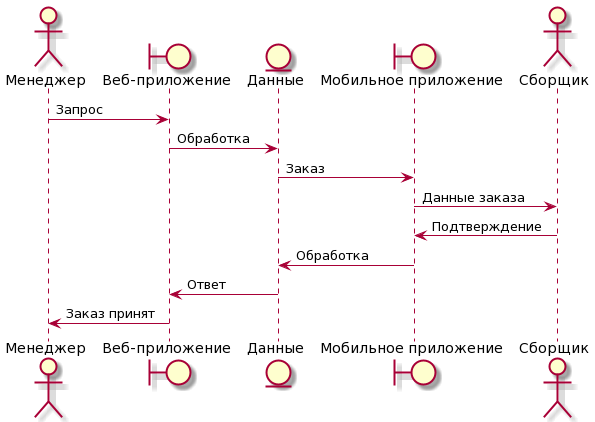 Менеджер Веб-приложение Данные Мобильное приложение Сборщик
Запрос
Обработка
Заказ
Данные заказа
Подтверждение
Обработка
Ответ
Заказ принят
Менеджер Веб-приложение Данные Мобильное приложение Сборщик